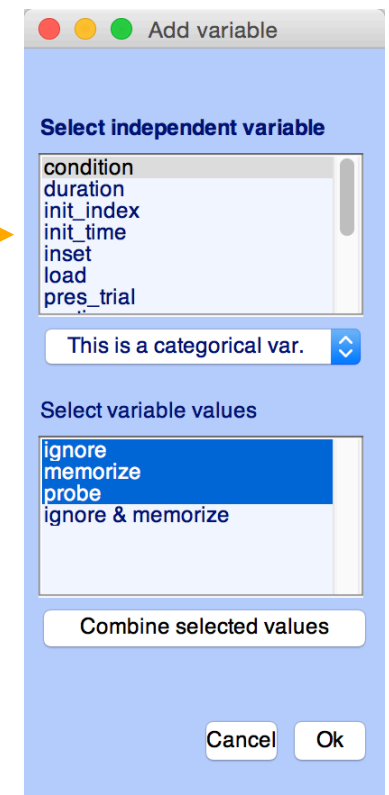 Add variable
Select independent variable
condition
duration
init_index
init_time
inset
load
pres_trial
This is a categorical var.
Select variable values
ignore
memorize
probe
ignore & memorize
Combine selected values
Cancel
Ok